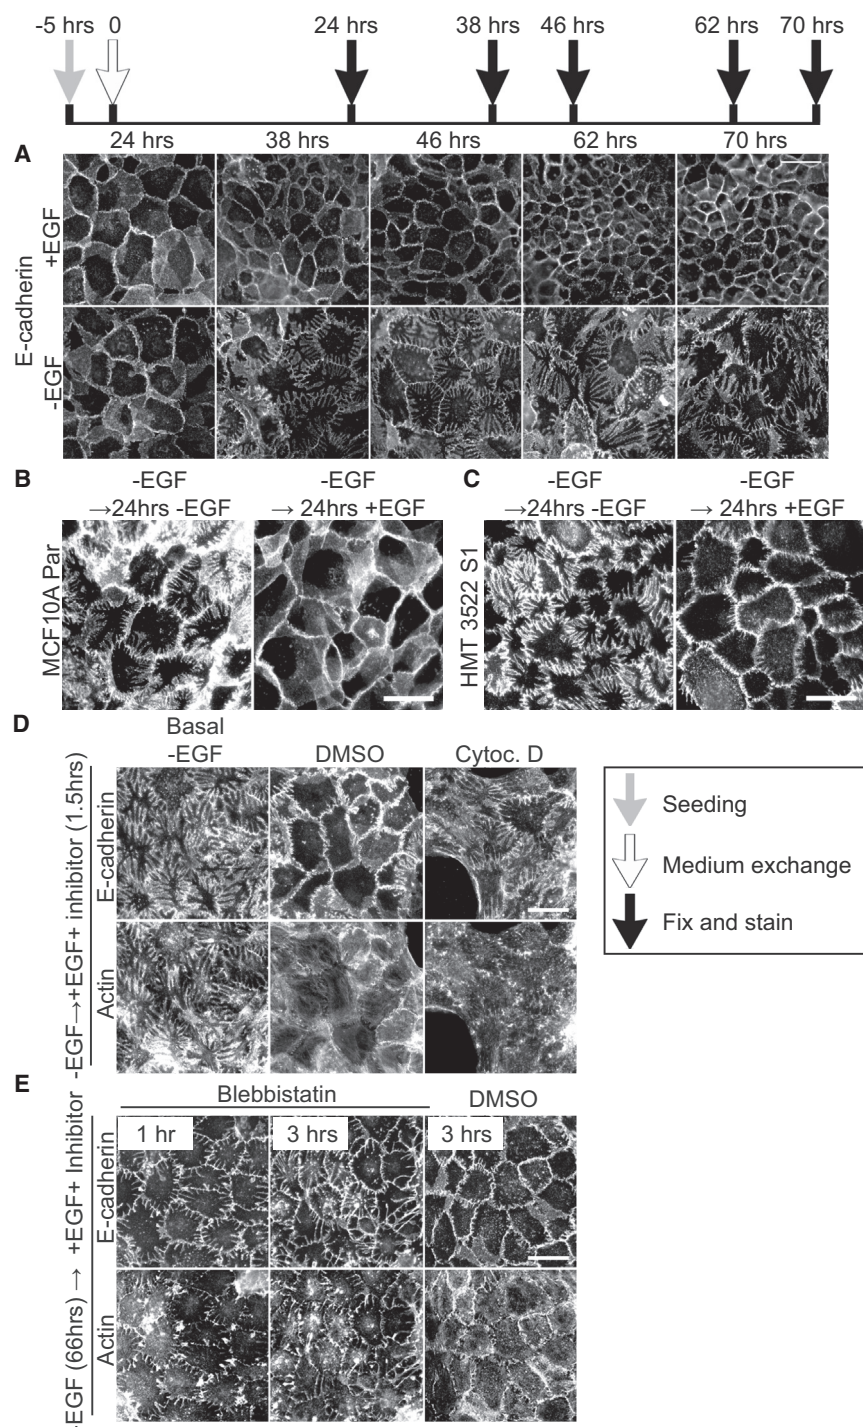 -5 hrs 0 24 hrs 38 hrs 46 hrs 62 hrs 70 hrs
24 hrs 38 hrs 46 hrs 62 hrs 70 hrs
A
E-cadherin
+EGF
-EGF
B
-EGF
→24hrs -EGF
-EGF
→ 24hrs +EGF
MCF10A Par
C
-EGF
→24hrs -EGF
-EGF
→ 24hrs +EGF
HMT 3522 S1
D
Basal
-EGF DMSO Cytoc. D
-EGF→+EGF+ inhibitor (1.5hrs)
E-cadherin
Actin
Seeding
Medium exchange
Fix and stain
E
Blebbistatin DMSO
1 hr 3 hrs 3 hrs
-EGF (66hrs) → +EGF+ Inhibitor
E-cadherin
Actin